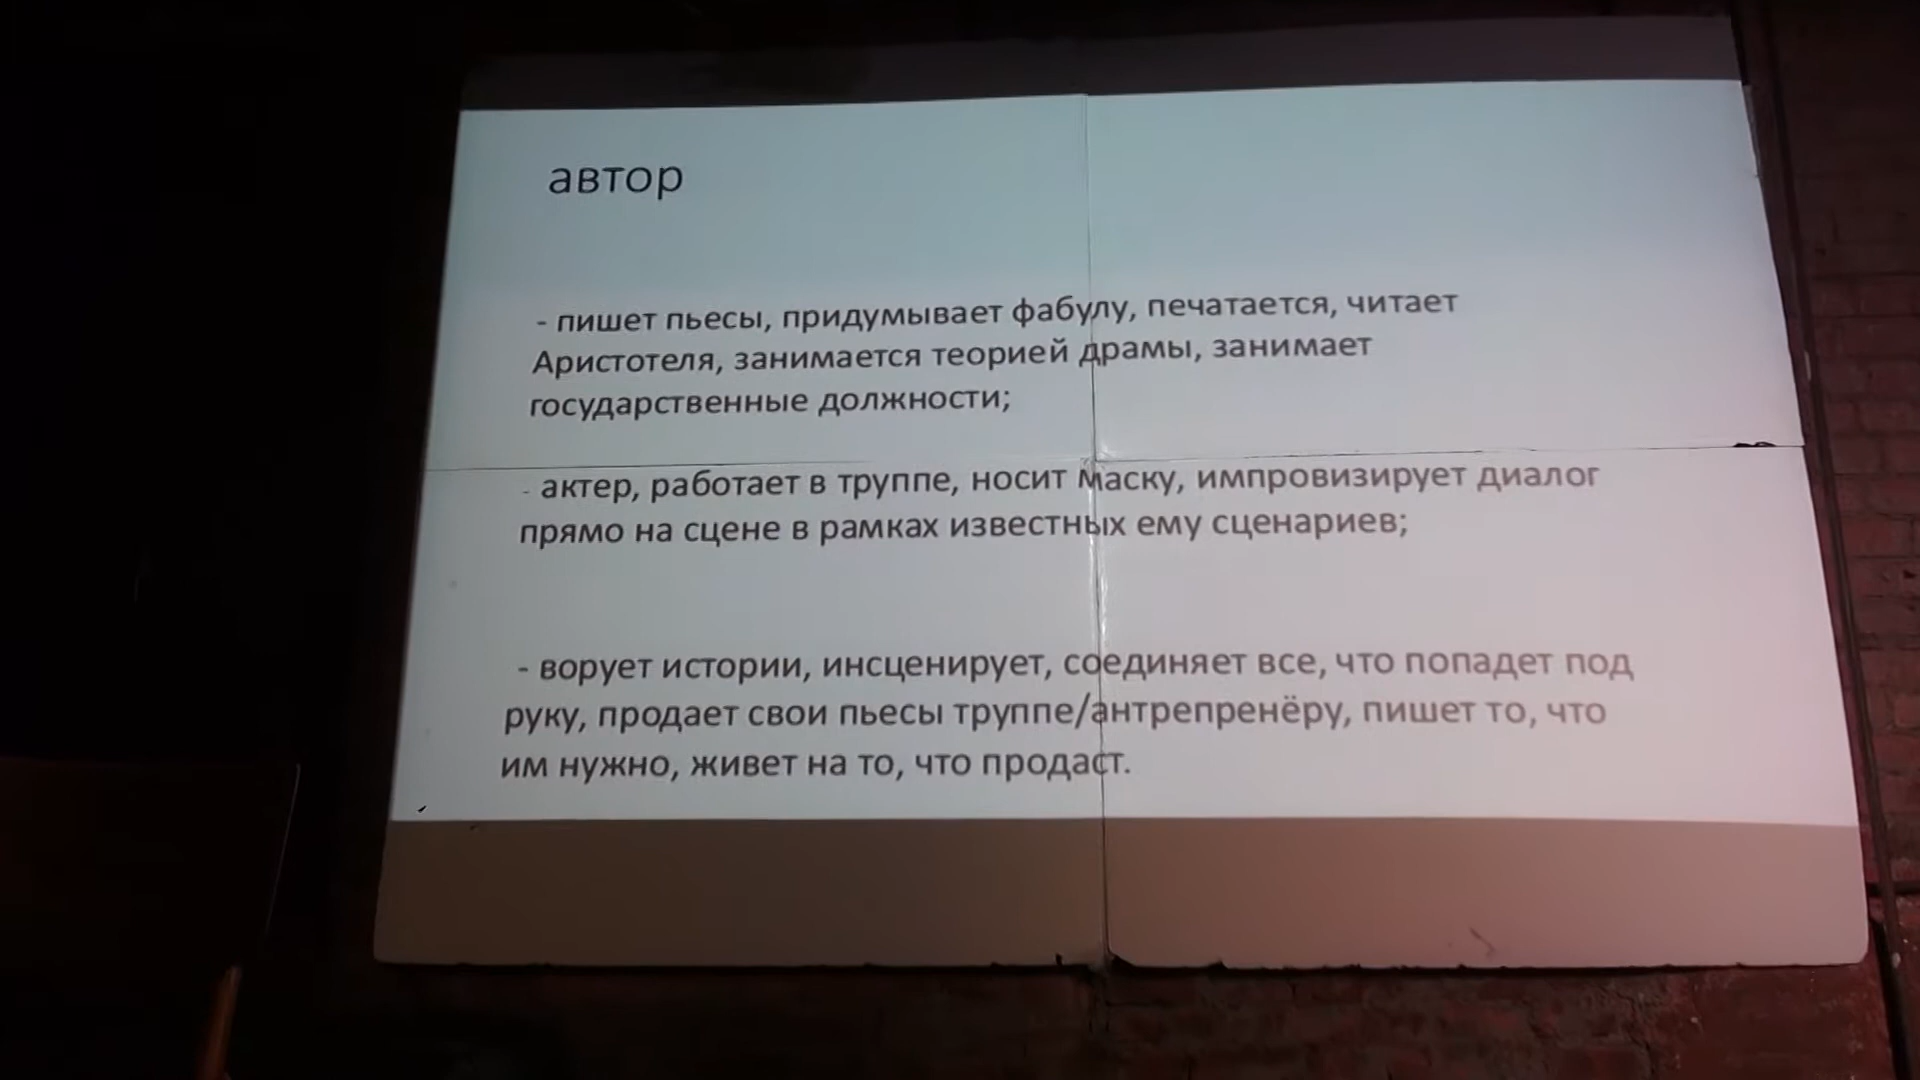 автор
- пишет пьесы, придумывает фабулу, печатается, читает
Аристотеля, занимается теорией драмы, занимает
государственные должности;
- актер, работает в труппе, носит маску, импровизирует диалог
прямо на сцене в рамках известных ему сценариев;
- ворует истории, инсценирует, соединяет все, что попадет под
руку, продает свои пьесы труппе/антрепренёру, пишет то, что
им нужно, живет на то, что продаст.